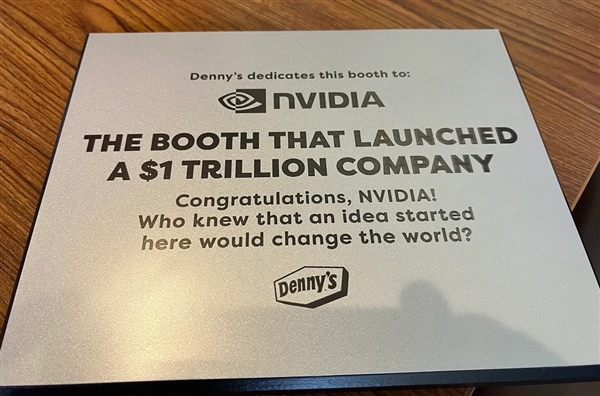 Denny's dedicates this booth to:
NVIDIA
THE BOOTH THAT LAUNCHED
A $1 TRILLION COMPANY
Congratulations, NVIDIA!
Who knew that an idea started
here would change the world?
Denny's